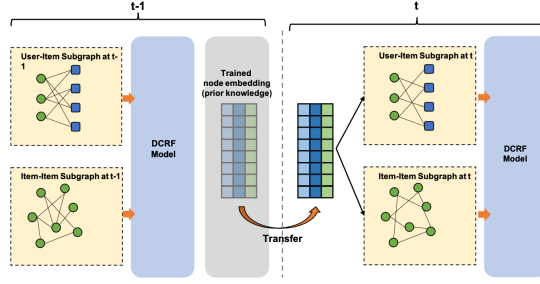 t-1
t
User-Item Subgraph at t-
1
DCRF
Model
Trained
node embedding
(prior knowledge)
Item-Item Subgraph at t-1
Transfer
User-Item Subgraph at t
Item-Item Subgraph at t
DCRF
Model